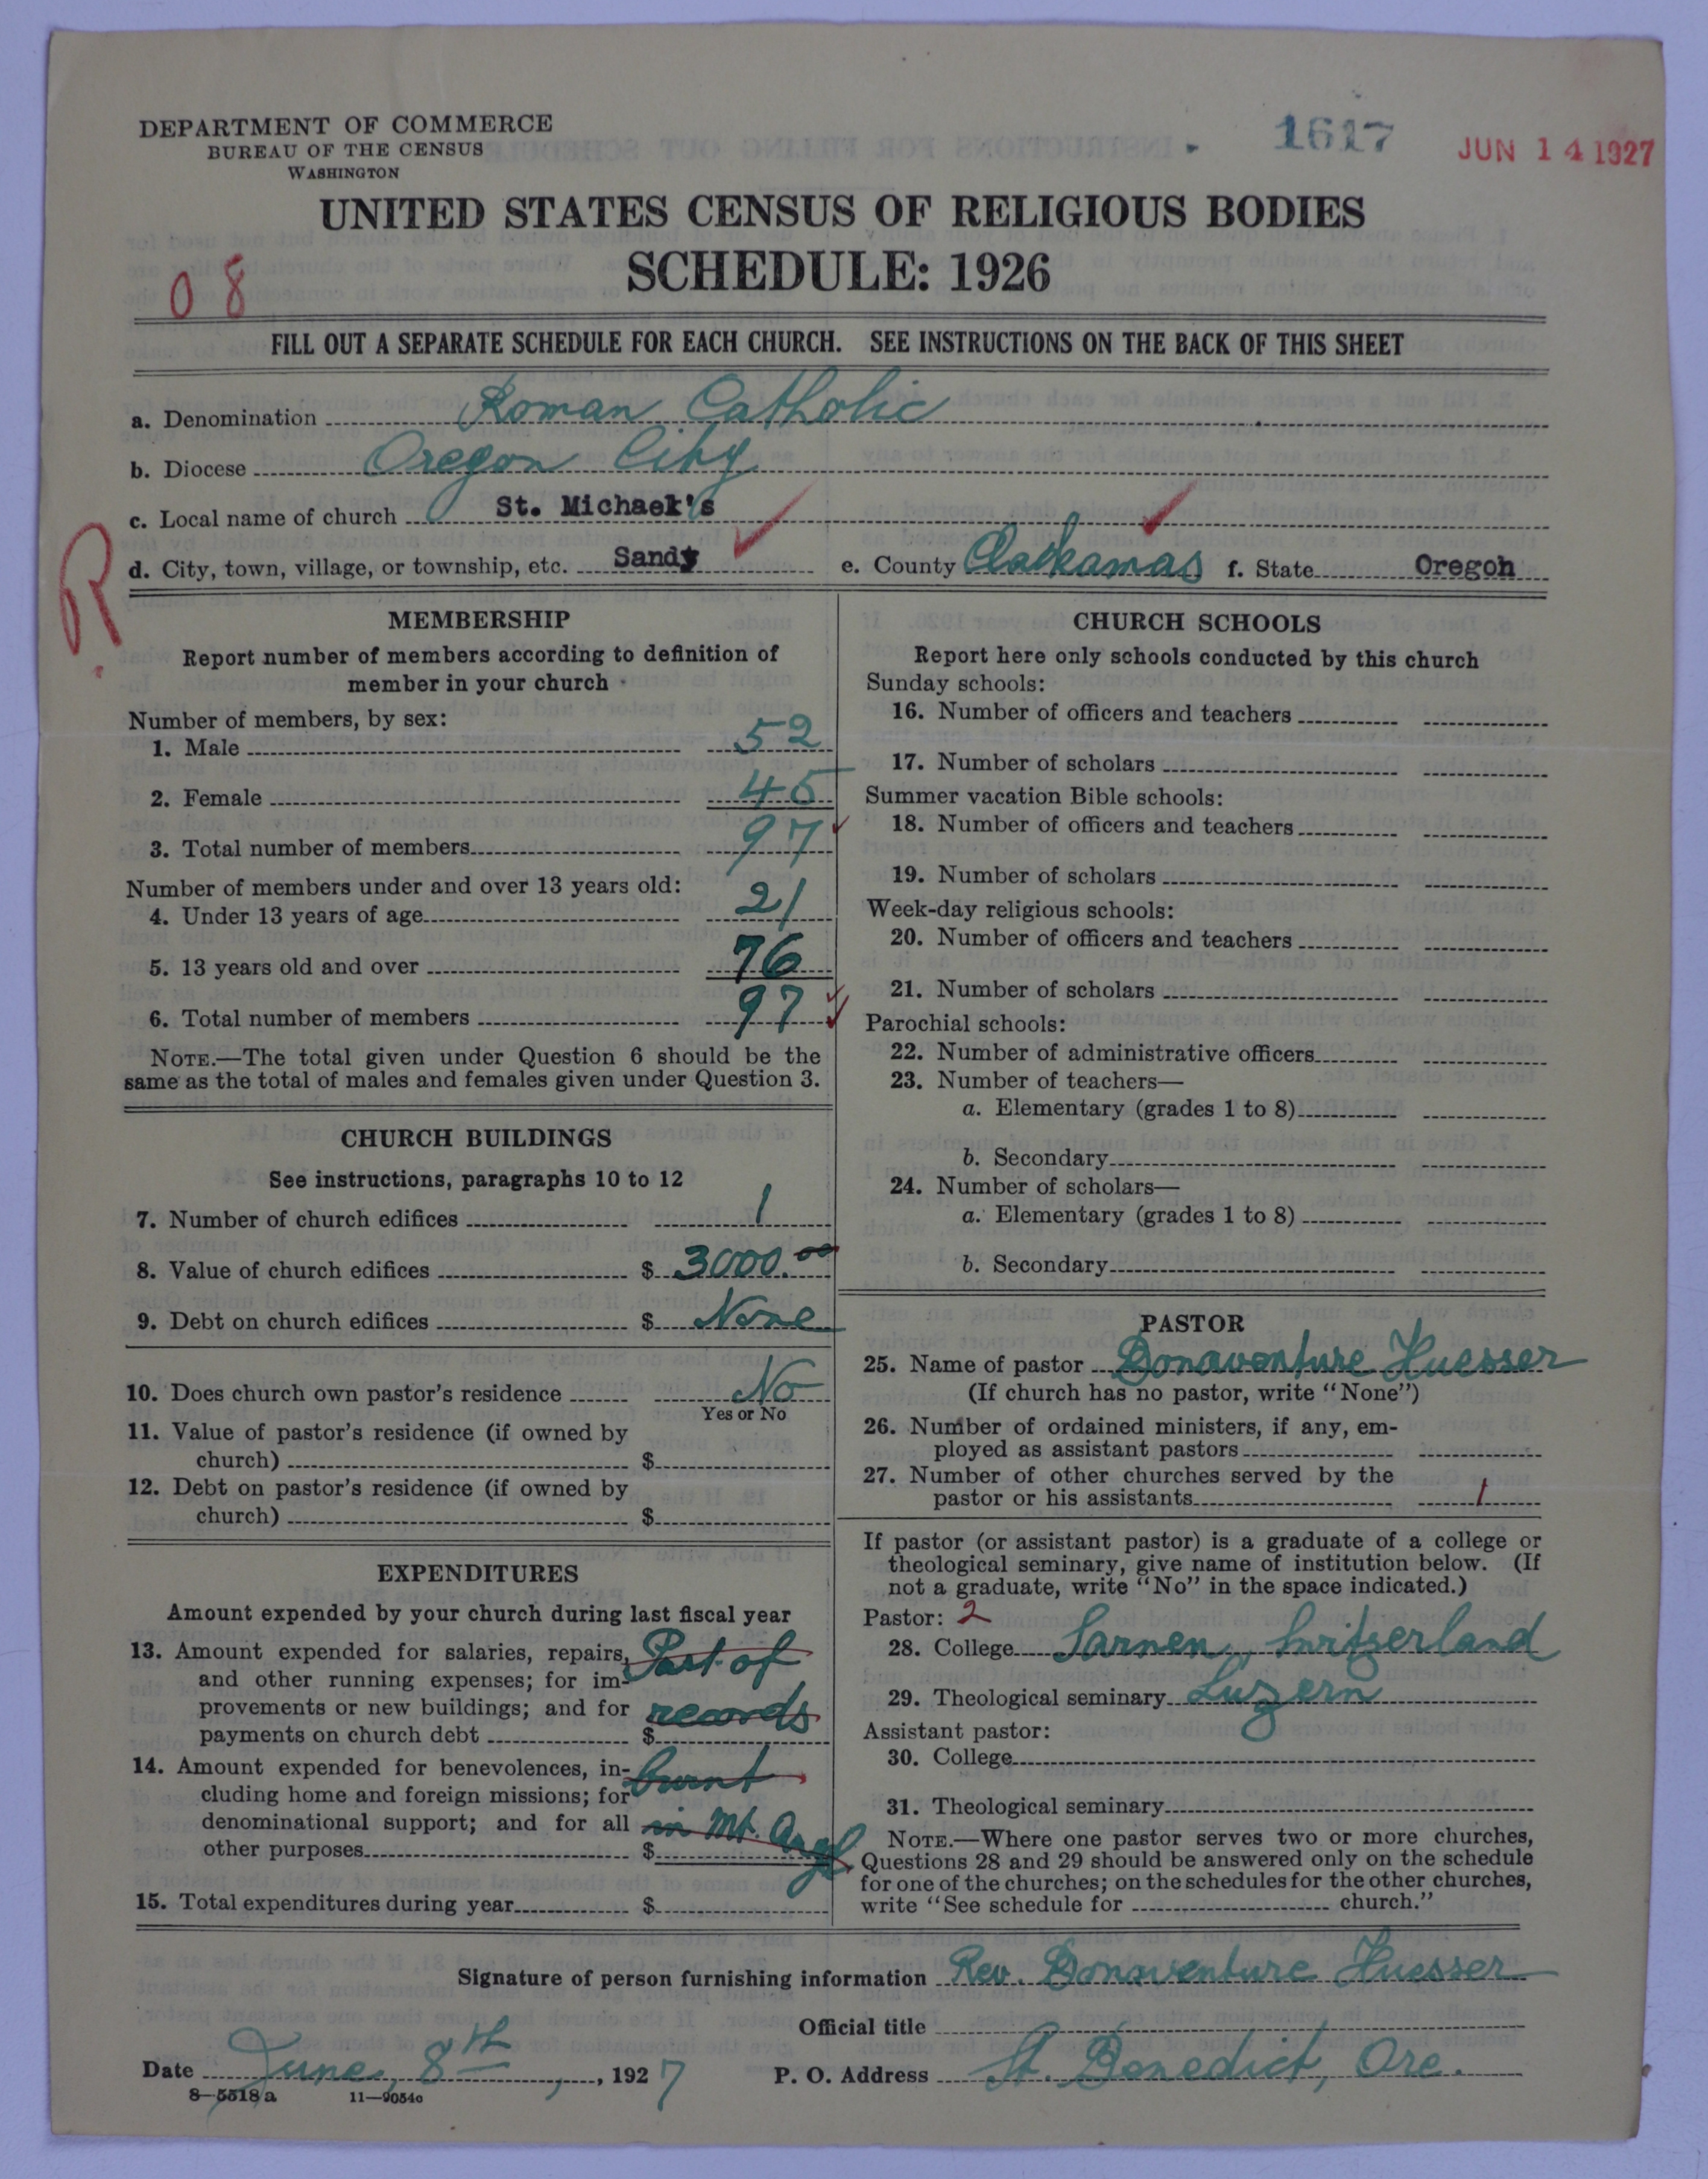 DEPARTMENT OF COMMERCE
BUREAU OF THE CENSUS
WASHINGTON
1617
JUN 14 1927
UNITED STATES CENSUS OF RELIGIOUS BODIES
SCHEDULE: 1926
08
FILL OUT A SEPARATE SCHEDULE FOR EACH CHURCH. SEE INSTRUCTIONS ON THE BACK OF THIS SHEET
a. Denomination Roman Catholic
b. Diocese Oregon City
c. Local name of church St. Michaek's
d. City, town, village, or township, etc. Sandy e. County Clackamas f. State Oregon
R
MEMBERSHIP
Report number of members according to definition of
member in your church
Number of members, by sex:
1. Male 52
2. Female 45
3. Total number of members 97
Number of members under and over 13 years old:
4. Under 13 years of age 21
5. 13 years old and over 76
6. Total number of members 97
NOTE.—The total given under Question 6 should be the
same as the total of males and females given under Question 3.
CHURCH BUILDINGS
See instructions, paragraphs 10 to 12
7. Number of church edifices 1
8. Value of church edifices $ 3000.00
9. Debt on church edifices $ None
10. Does church own pastor's residence No
Yes or No
11. Value of pastor's residence (if owned by
church) $
12. Debt on pastor's residence (if owned by
church) $
EXPENDITURES
Amount expended by your church during last fiscal year
13. Amount expended for salaries, repairs, Part of
and other running expenses; for im-
provements or new buildings; and for records
payments on church debt $
14. Amount expended for benevolences, in- burnt
cluding home and foreign missions; for
denominational support; and for all in Mt. Angel
other purposes $
15. Total expenditures during year $
CHURCH SCHOOLS
Report here only schools conducted by this church
Sunday schools:
16. Number of officers and teachers
17. Number of scholars
Summer vacation Bible schools:
18. Number of officers and teachers
19. Number of scholars
Week-day religious schools:
20. Number of officers and teachers
21. Number of scholars
Parochial schools:
22. Number of administrative officers
23. Number of teachers—
a. Elementary (grades 1 to 8)
b. Secondary
24. Number of scholars—
a. Elementary (grades 1 to 8)
b. Secondary
PASTOR
25. Name of pastor Bonaventure Huesser
(If church has no pastor, write "None")
26. Number of ordained ministers, if any, em-
ployed as assistant pastors
27. Number of other churches served by the
pastor or his assistants 1
If pastor (or assistant pastor) is a graduate of a college or
theological seminary, give name of institution below. (If
not a graduate, write "No" in the space indicated.)
Pastor: 2
28. College Sarnen, Switzerland
29. Theological seminary Luzern
Assistant pastor:
30. College
31. Theological seminary
NOTE.—Where one pastor serves two or more churches,
Questions 28 and 29 should be answered only on the schedule
for one of the churches; on the schedules for the other churches,
write "See schedule for church."
Signature of person furnishing information Rev. Bonaventure Huesser
Official title
Date June, 8th, 1927 P. O. Address St. Benedict, Ore.
8-5518a 11-9054o